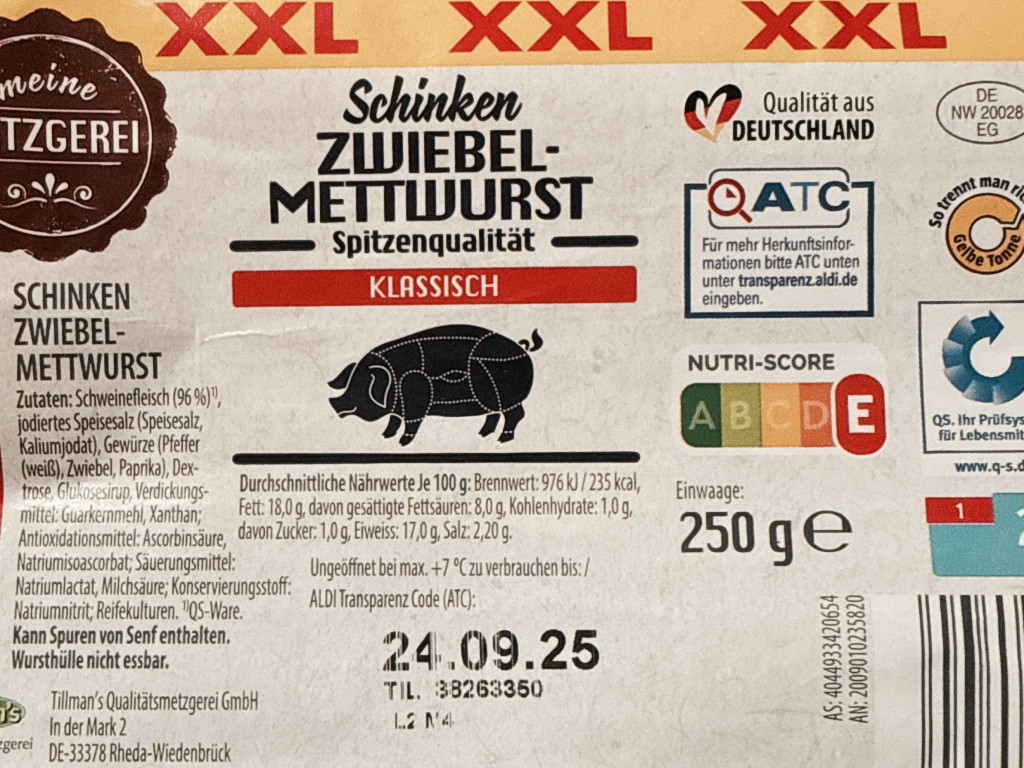 XXL XXL XXL
meine
TZGEREI
Schinken
ZWIEBEL-
METTWURST
Spitzenqualität
KLASSISCH
SCHINKEN
ZWIEBEL-
METTWURST
Zutaten: Schweinefleisch (96 %)¹⁾,
jodiertes Speisesalz (Speisesalz,
Kaliumjodat), Gewürze (Pfeffer
(weiß), Zwiebel, Paprika), Dex-
trose, Glukosesirup, Verdickungs-
mittel: Guarkernmehl, Xanthan;
Antioxidationsmittel: Ascorbinsäure,
Natriumisoascorbat; Säuerungsmittel:
Natriumlactat, Milchsäure; Konservierungsstoff:
Natriumnitrit; Reifekulturen. ¹⁾QS-Ware.
Kann Spuren von Senf enthalten.
Wursthülle nicht essbar.
Tillman's Qualitätsmetzgerei GmbH
In der Mark 2
DE-33378 Rheda-Wiedenbrück
Durchschnittliche Nährwerte Je 100 g: Brennwert: 976 kJ / 235 kcal,
Fett: 18,0 g, davon gesättigte Fettsäuren: 8,0 g, Kohlenhydrate: 1,0 g,
davon Zucker: 1,0 g, Eiweiss: 17,0 g, Salz: 2,20 g.
Ungeöffnet bei max. +7 °C zu verbrauchen bis: /
ALDI Transparenz Code (ATC):
24.09.25
TIL. 38263350
L2 N4
Qualität aus
DEUTSCHLAND
ATC
Für mehr Herkunftsinfor-
mationen bitte ATC unten
unter transparenz.aldi.de
eingeben.
NUTRI-SCORE
A B C D E
Einwaage:
250 g e
AS: 4044933420654
AN: 2009010235820
DE
NW 20028
EG
So trennt man ri
Gelbe Tonne
QS. Ihr Prüfsys
für Lebensmit
www.q-s.d
1
2